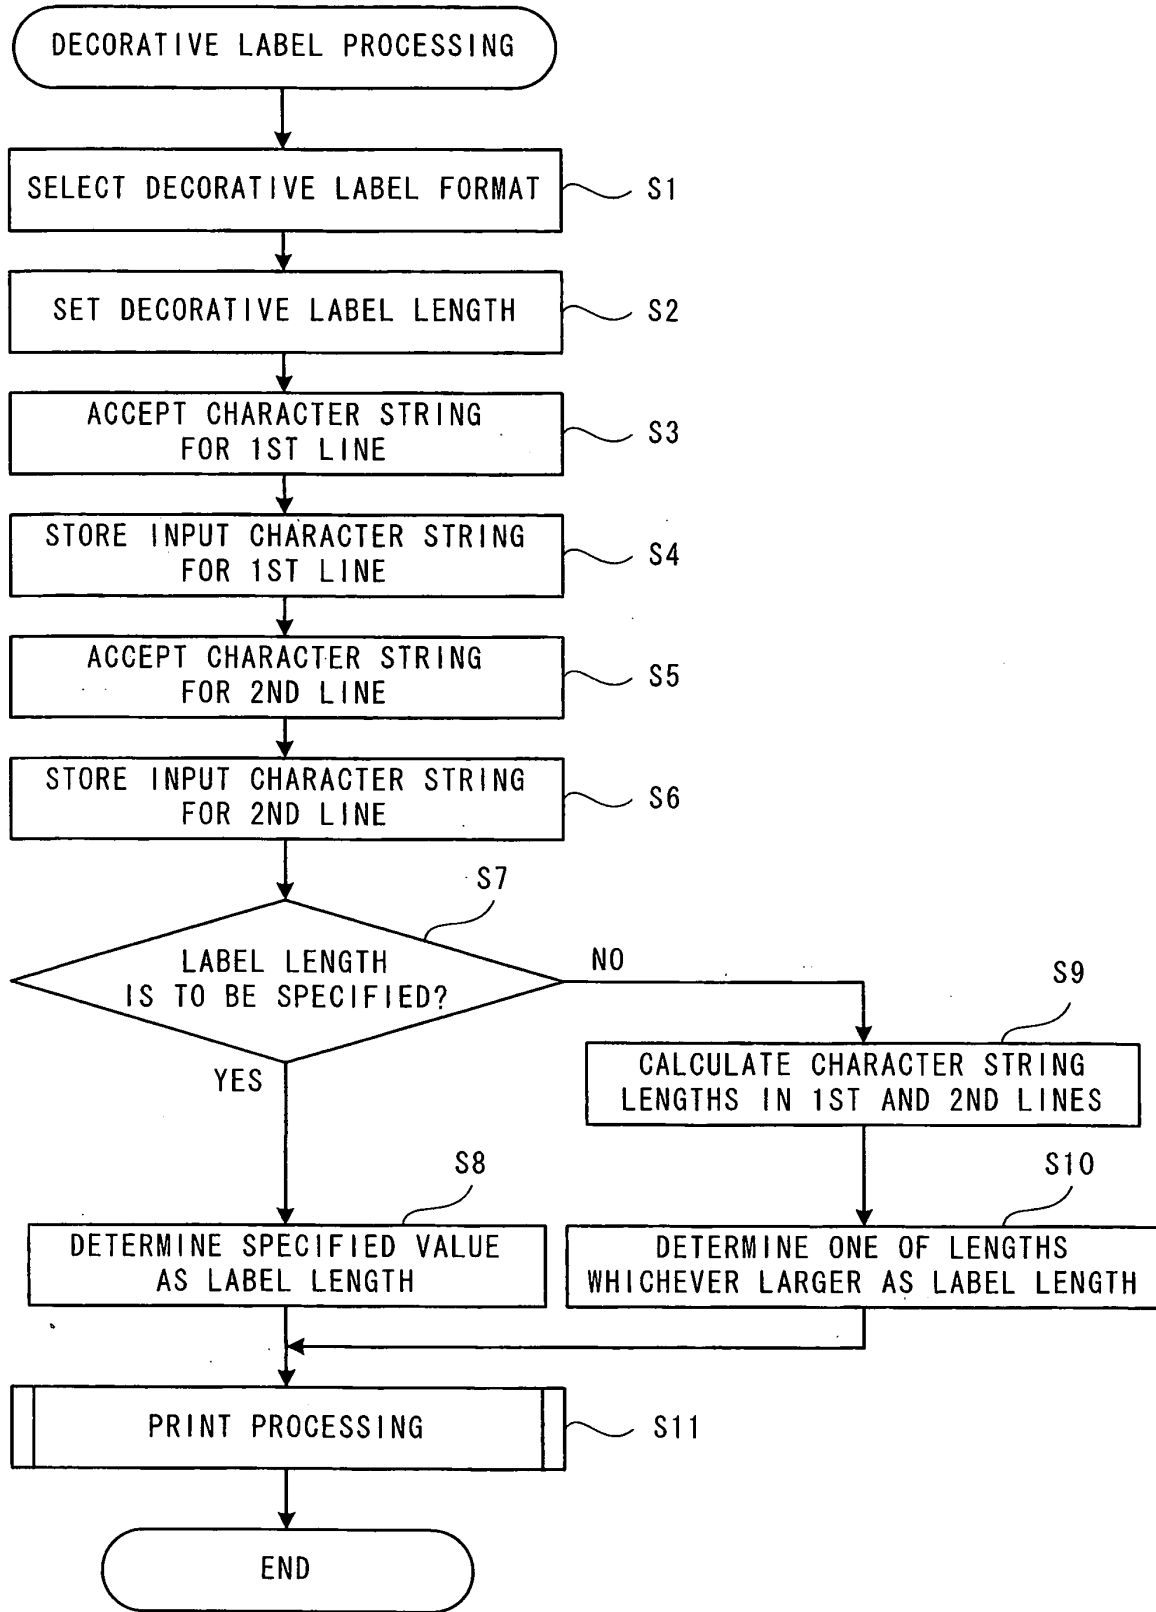 DECORATIVE LABEL PROCESSING
SELECT DECORATIVE LABEL FORMAT
S1
SET DECORATIVE LABEL LENGTH
S2
ACCEPT CHARACTER STRING
FOR 1ST LINE
S3
STORE INPUT CHARACTER STRING
FOR 1ST LINE
S4
ACCEPT CHARACTER STRING
FOR 2ND LINE
S5
STORE INPUT CHARACTER STRING
FOR 2ND LINE
S6
S7
LABEL LENGTH
IS TO BE SPECIFIED?
NO
YES
S9
CALCULATE CHARACTER STRING
LENGTHS IN 1ST AND 2ND LINES
S8
DETERMINE SPECIFIED VALUE
AS LABEL LENGTH
S10
DETERMINE ONE OF LENGTHS
WHICHEVER LARGER AS LABEL LENGTH
PRINT PROCESSING
S11
END